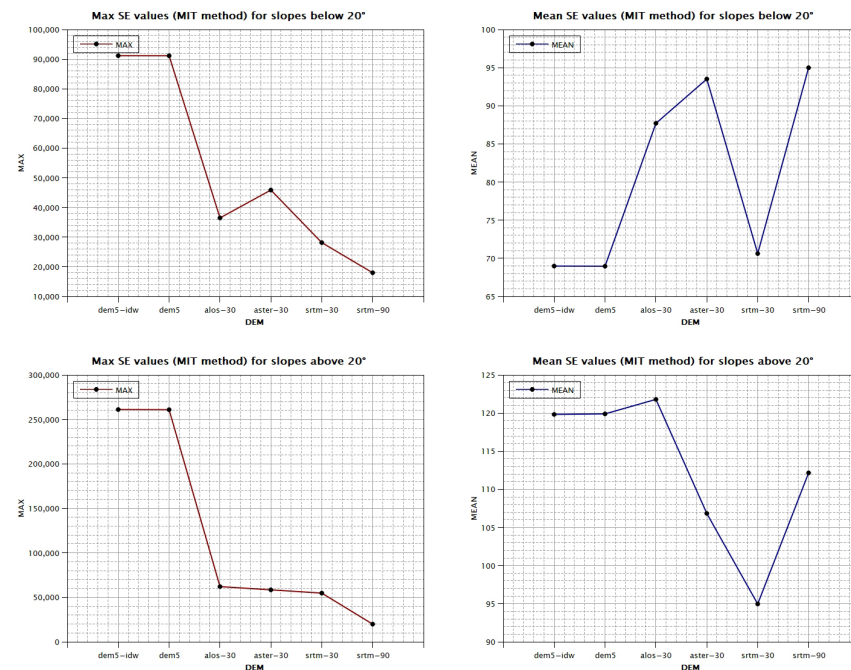 Max SE values (MIT method) for slopes below 20°
100,000
90,000
80,000
70,000
60,000
50,000
40,000
30,000
20,000
10,000
MAX
MAX
dem5-idw dem5 alos-30 aster-30 srtm-30 srtm-90
DEM
Mean SE values (MIT method) for slopes below 20°
100
95
90
85
80
75
70
65
MEAN
MEAN
dem5-idw dem5 alos-30 aster-30 srtm-30 srtm-90
DEM
Max SE values (MIT method) for slopes above 20°
300,000
250,000
200,000
150,000
100,000
50,000
0
MAX
MAX
dem5-idw dem5 alos-30 aster-30 srtm-30 srtm-90
DEM
Mean SE values (MIT method) for slopes above 20°
125
120
115
110
105
100
95
90
MEAN
MEAN
dem5-idw dem5 alos-30 aster-30 srtm-30 srtm-90
DEM